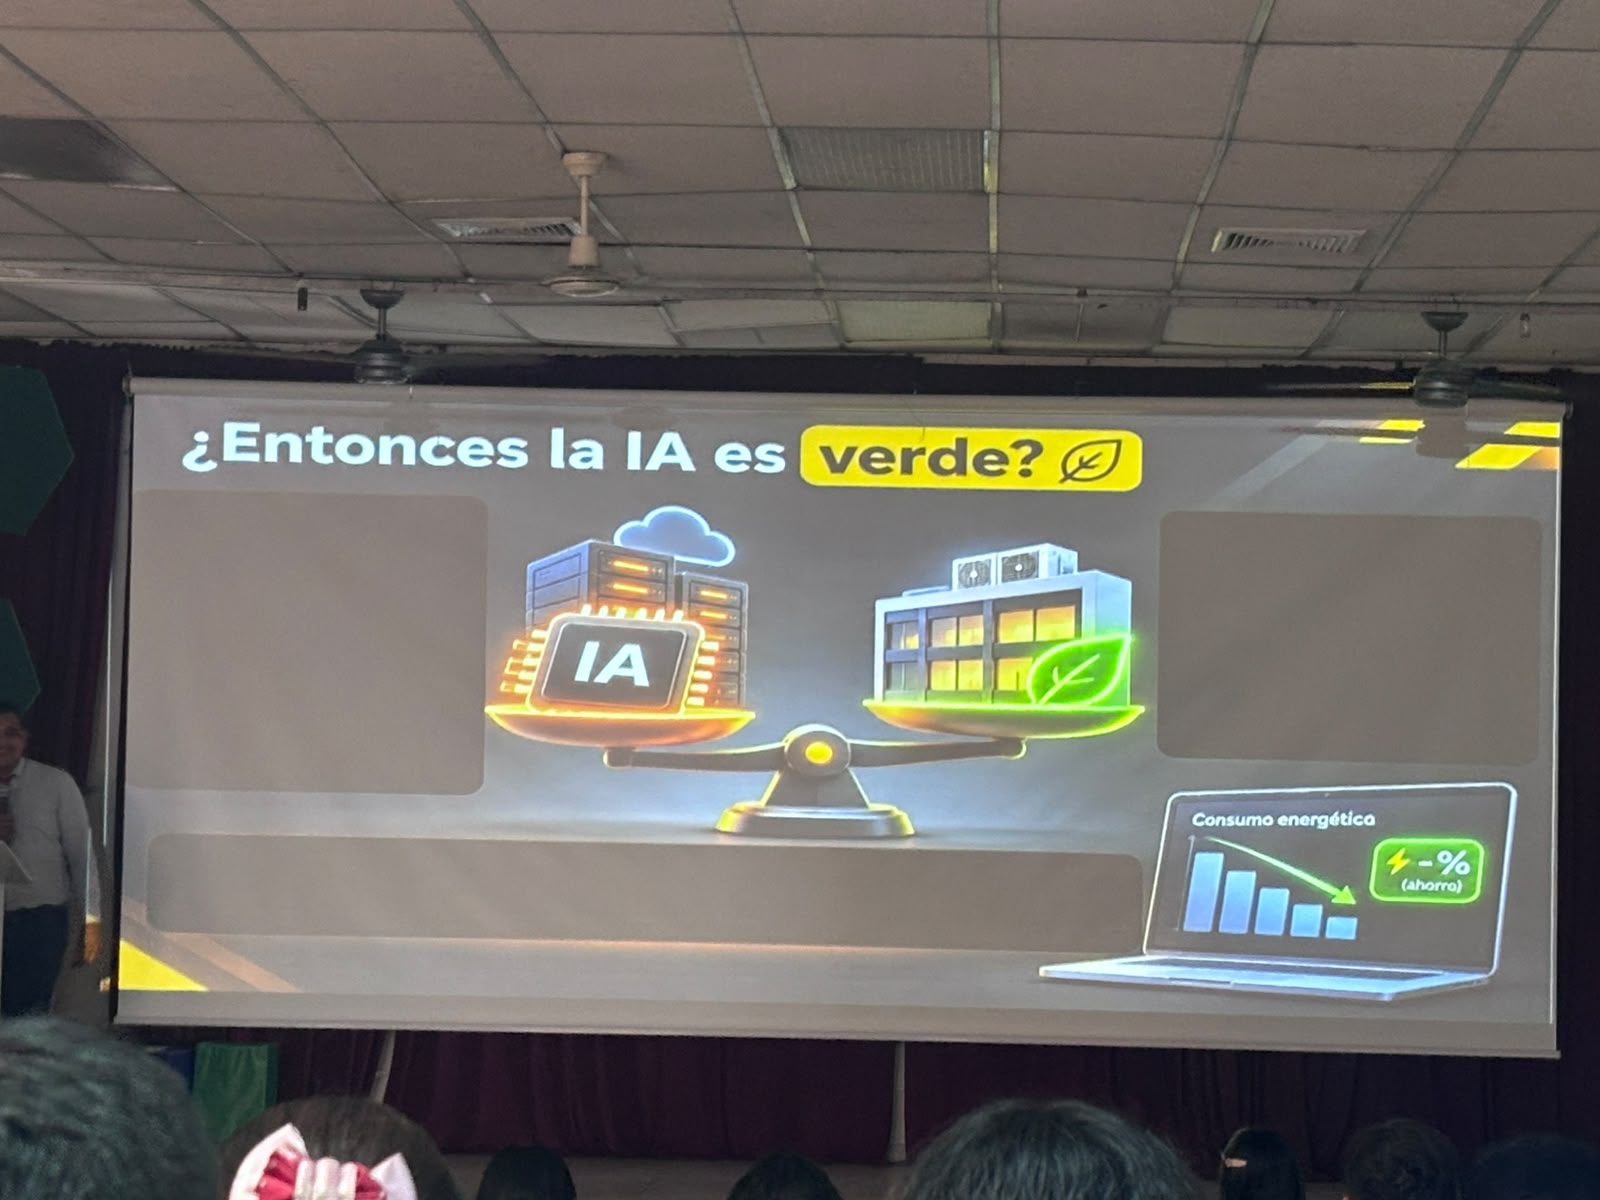 ¿Entonces la IA es verde?
IA
Consumo energética
-%
(ahorro)